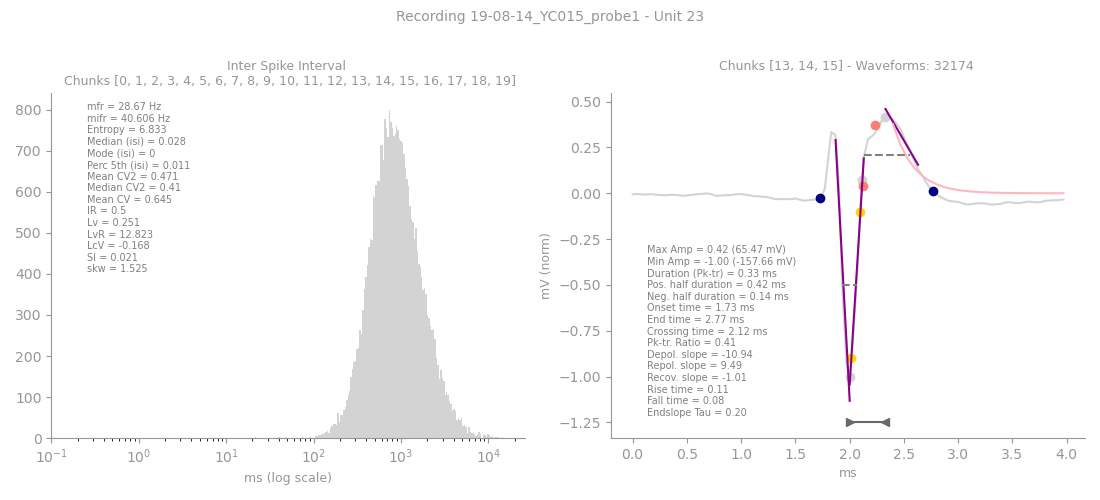 Recording 19-08-14_YC015_probe1 - Unit 23
Inter Spike Interval
Chunks [0, 1, 2, 3, 4, 5, 6, 7, 8, 9, 10, 11, 12, 13, 14, 15, 16, 17, 18, 19]
800
700
600
500
400
300
200
100
0
mfr = 28.67 Hz
mifr = 40.606 Hz
Entropy = 6.833
Median (isi) = 0.028
Mode (isi) = 0
Perc 5th (isi) = 0.011
Mean CV2 = 0.471
Median CV2 = 0.41
Mean CV = 0.645
IR = 0.5
Lv = 0.251
LvR = 12.823
LcV = -0.168
SI = 0.021
skw = 1.525
10⁻¹ 10⁰ 10¹ 10² 10³ 10⁴
ms (log scale)
Chunks [13, 14, 15] - Waveforms: 32174
mV (norm)
0.50
0.25
0.00
−0.25
−0.50
−0.75
−1.00
−1.25
Max Amp = 0.42 (65.47 mV)
Min Amp = -1.00 (-157.66 mV)
Duration (Pk-tr) = 0.33 ms
Pos. half duration = 0.42 ms
Neg. half duration = 0.14 ms
Onset time = 1.73 ms
End time = 2.77 ms
Crossing time = 2.12 ms
Pk-tr. Ratio = 0.41
Depol. slope = -10.94
Repol. slope = 9.49
Recov. slope = -1.01
Rise time = 0.11
Fall time = 0.08
Endslope Tau = 0.20
0.0 0.5 1.0 1.5 2.0 2.5 3.0 3.5 4.0
ms